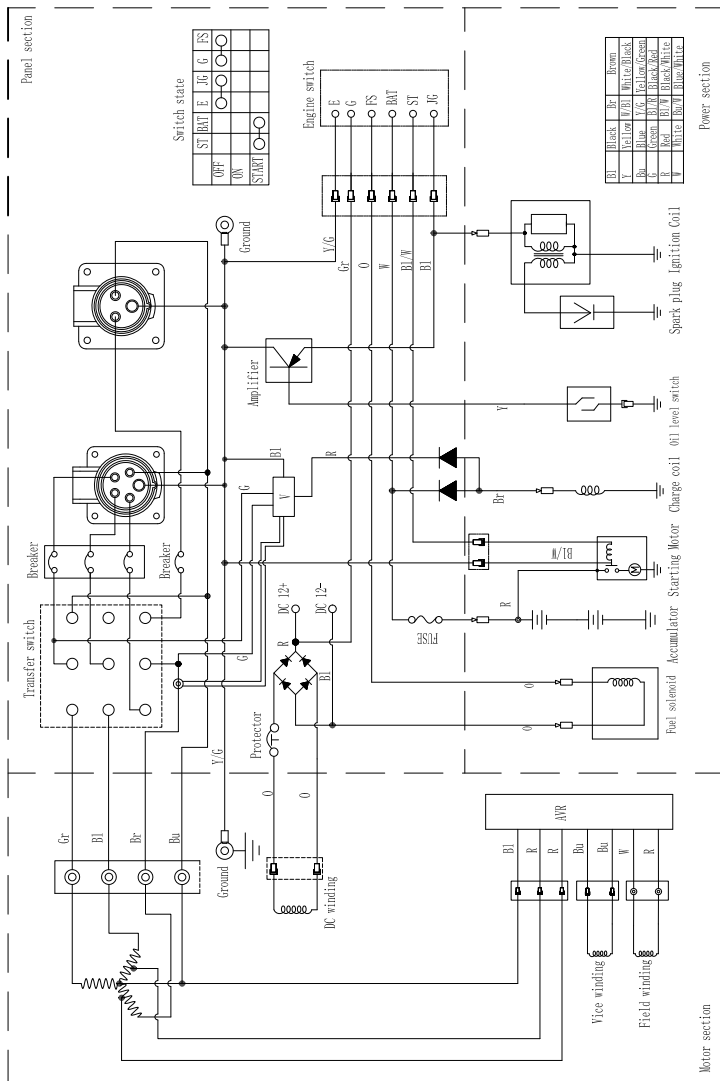 Panel section
Switch state
ST BAT E JG G FS
OFF
ON
START
Engine switch
E
G
FS
BAT
ST
JG
Bl Black Br Brown
Y Yellow W/Bl White/Black
Bu Blue Y/G Yellow/Green
G Green Bl/R Black/Red
R Red Bl/W Black/White
W White Bu/W Blue/White
Power section
Ground
Y/G
Gr
O
W
Bl/W
Bl
Spark plug
Ignition Coil
Amplifier
Y
Oil level switch
Breaker
Breaker
Bl
G
V
R
Br
Charge coil
Transfer switch
G
DC 12+
DC 12-
R
Bl
Bl/W
Starting Motor
M
FUSE
R
Accumulator
Protector
Y/G
O
O
O
O
Fuel solenoid
Gr
Bl
Br
Bu
Ground
DC winding
AVR
Bl
R
R
Bu
Bu
W
R
Vice winding
Field winding
Motor section